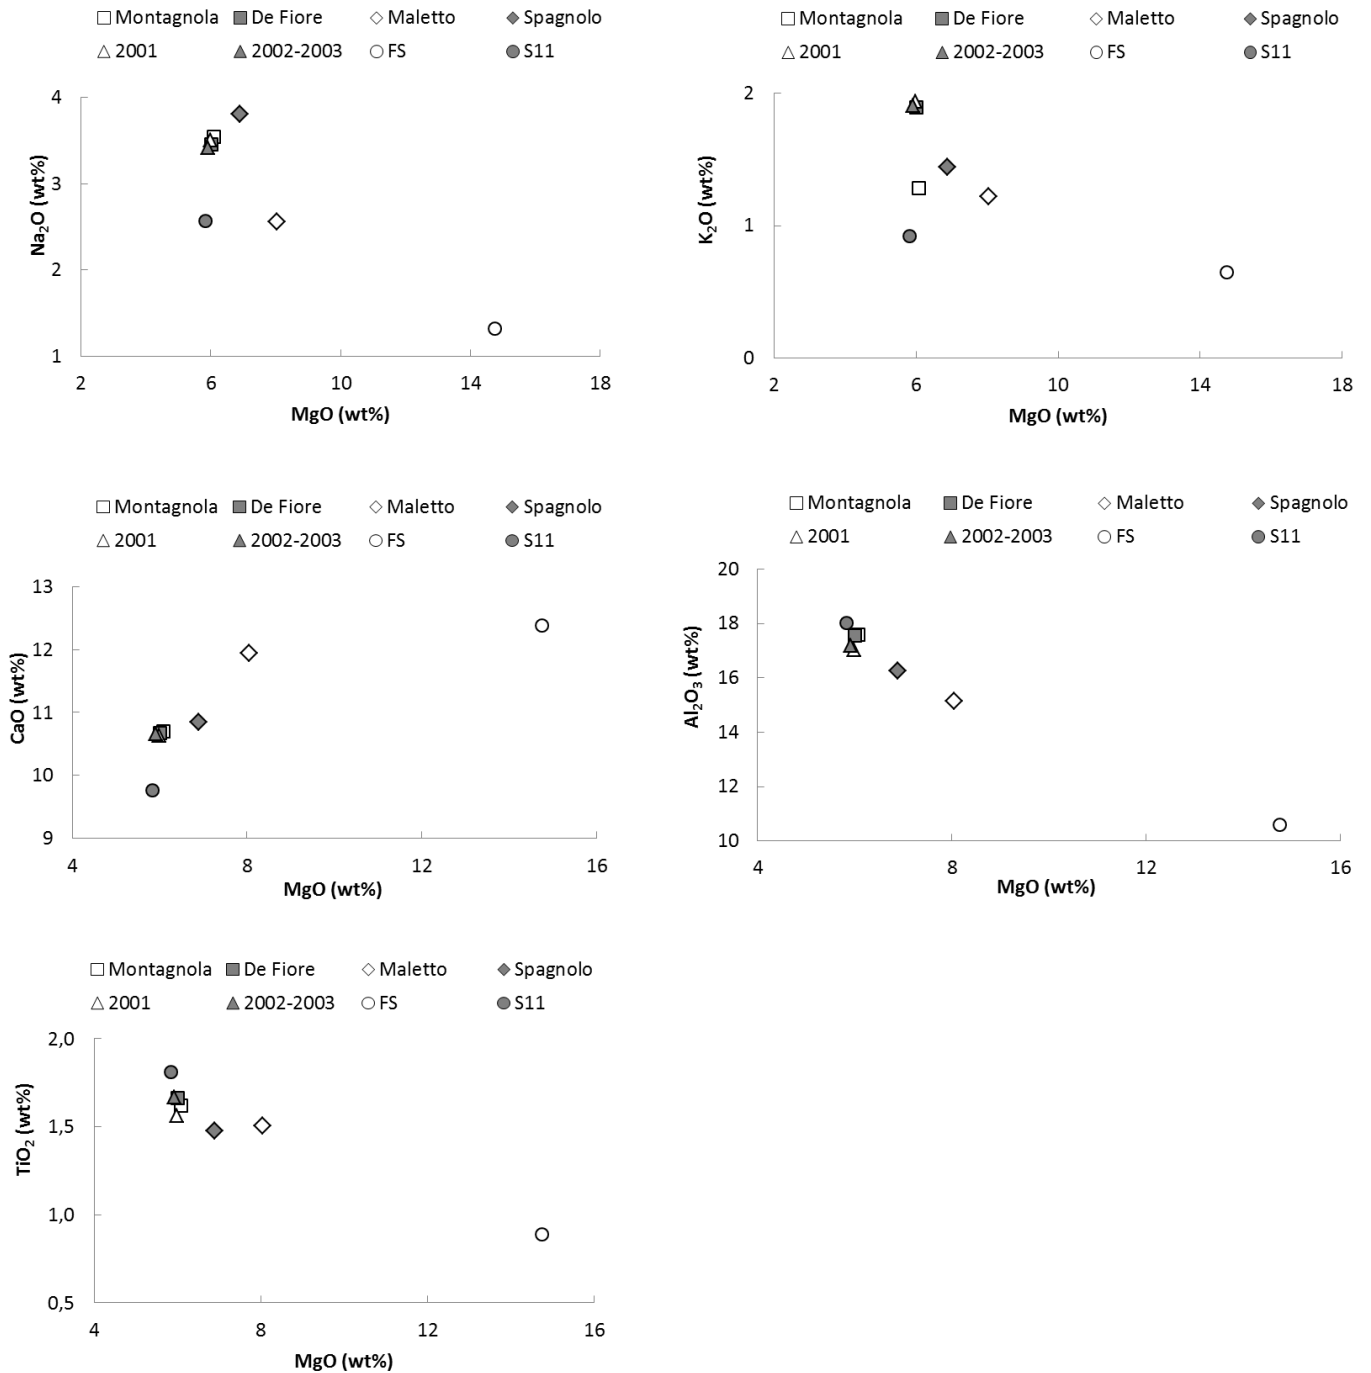 Montagnola De Fiore Maletto Spagnolo
2001 2002-2003 FS S11
4
3
2
1
Na₂O (wt%)
2 6 10 14 18
MgO (wt%)
Montagnola De Fiore Maletto Spagnolo
2001 2002-2003 FS S11
2
1
0
K₂O (wt%)
2 6 10 14 18
MgO (wt%)
Montagnola De Fiore Maletto Spagnolo
2001 2002-2003 FS S11
13
12
11
10
9
CaO (wt%)
4 8 12 16
MgO (wt%)
Montagnola De Fiore Maletto Spagnolo
2001 2002-2003 FS S11
20
18
16
14
12
10
Al₂O₃ (wt%)
4 8 12 16
MgO (wt%)
Montagnola De Fiore Maletto Spagnolo
2001 2002-2003 FS S11
2,0
1,5
1,0
0,5
TiO₂ (wt%)
4 8 12 16
MgO (wt%)